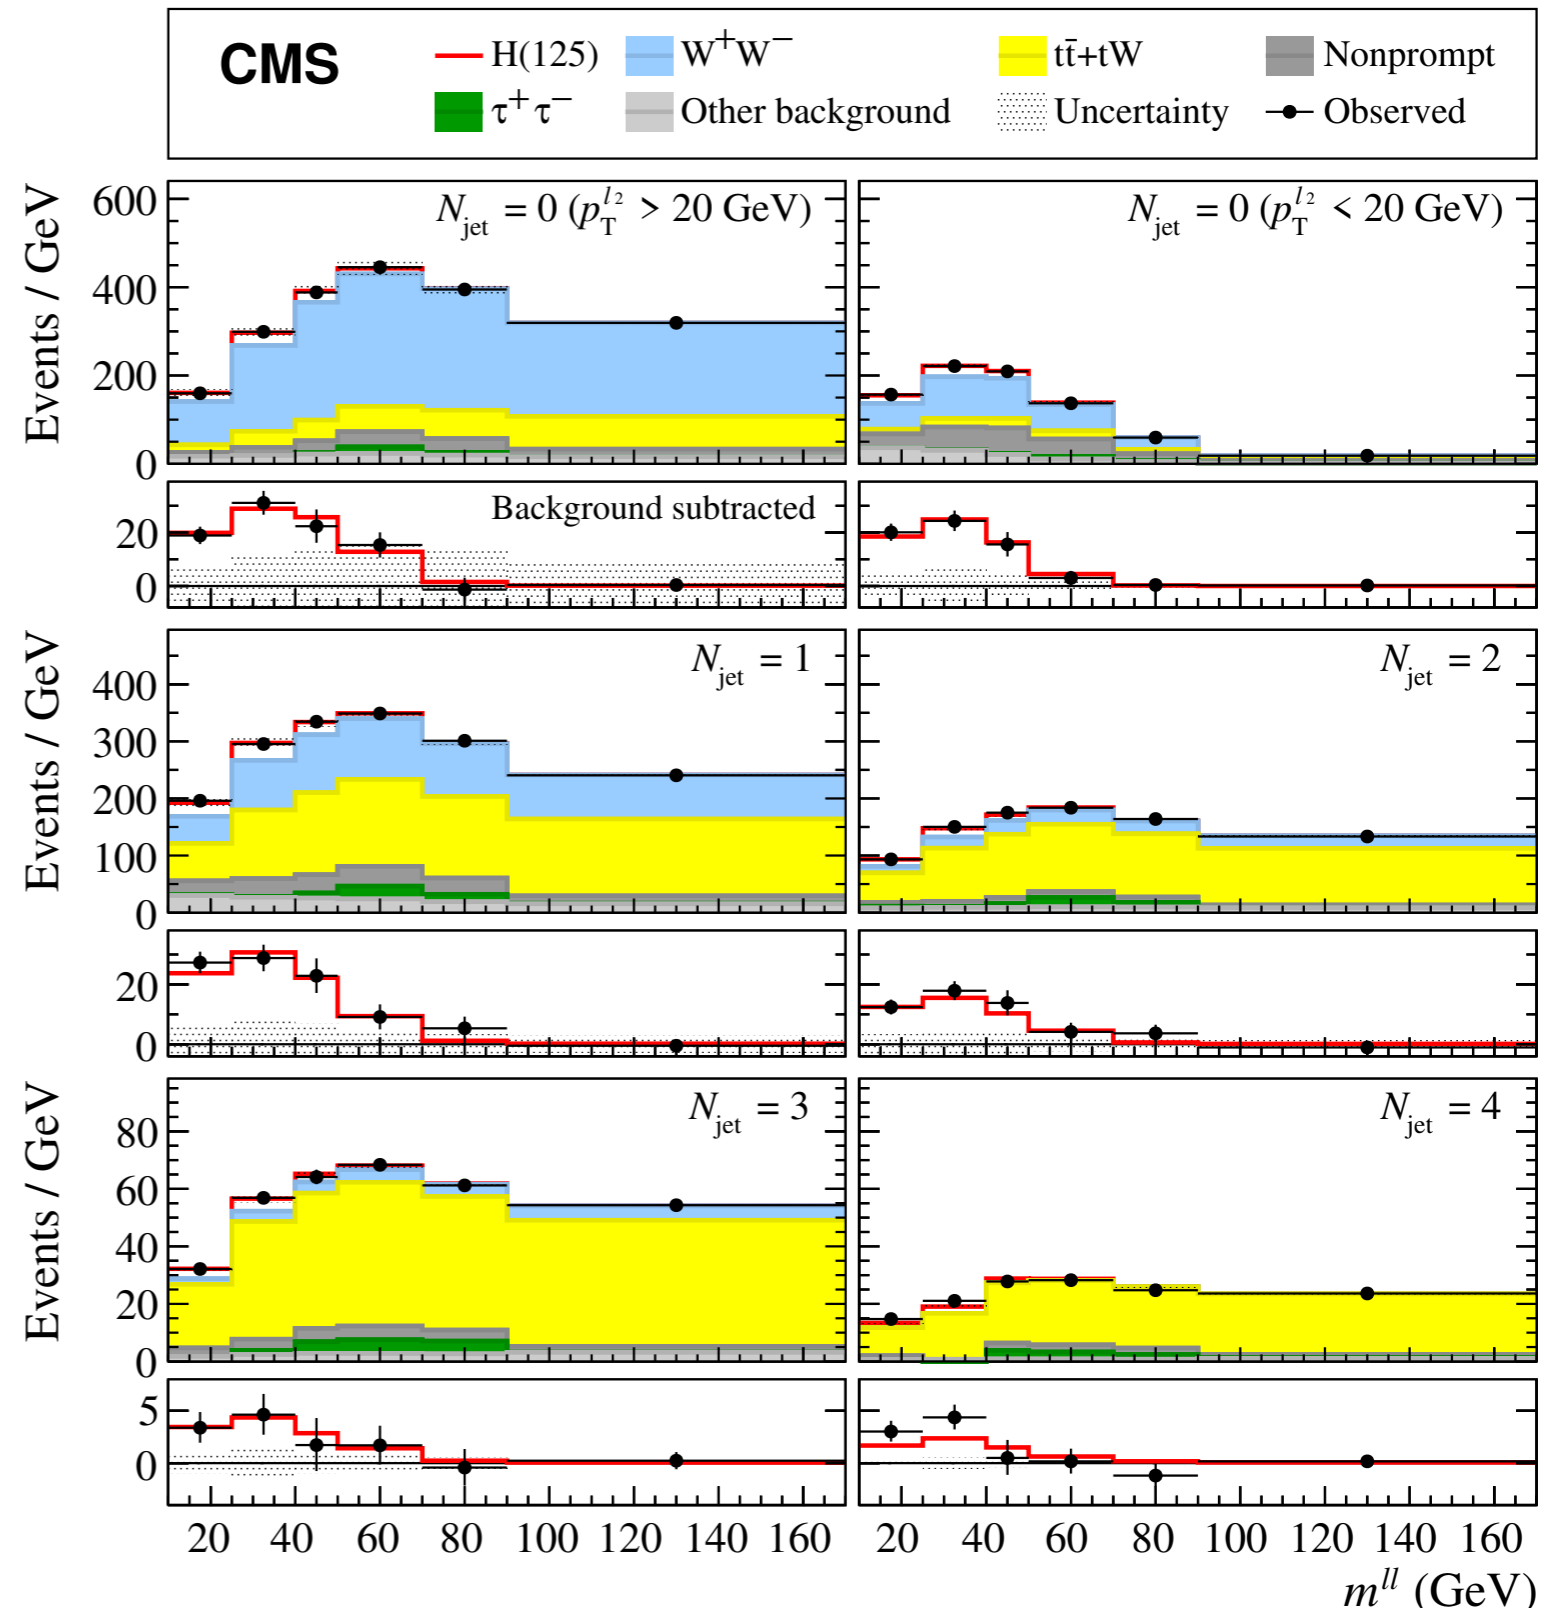 CMS
H(125) W⁺W⁻ tt̄+tW Nonprompt
τ⁺τ⁻ Other background Uncertainty Observed
Events / GeV
600
400
200
0
N_jet = 0 (p_T^{l₂} > 20 GeV)
N_jet = 0 (p_T^{l₂} < 20 GeV)
20
0
Background subtracted
Events / GeV
400
300
200
100
0
N_jet = 1
N_jet = 2
20
0
Events / GeV
80
60
40
20
0
N_jet = 3
N_jet = 4
5
0
20 40 60 80 100 120 140 160
20 40 60 80 100 120 140 160
m^{ll} (GeV)